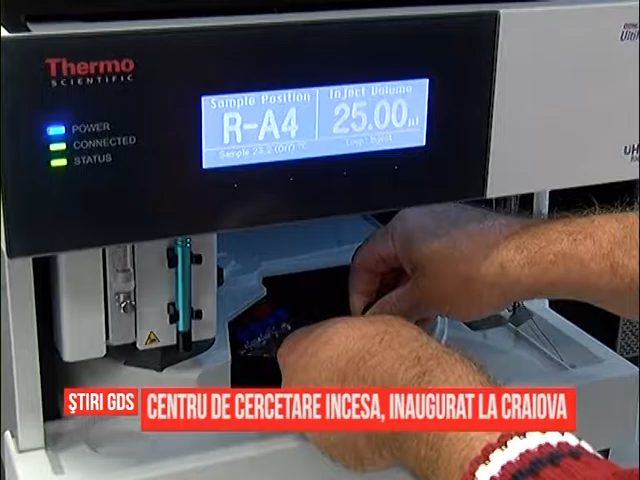 Thermo
SCIENTIFIC
POWER
CONNECTED
STATUS
Sample Position
Inject Volume
R-A4
25.00 µl
ŞTIRI GDS
CENTRU DE CERCETARE INCESA, INAUGURAT LA CRAIOVA